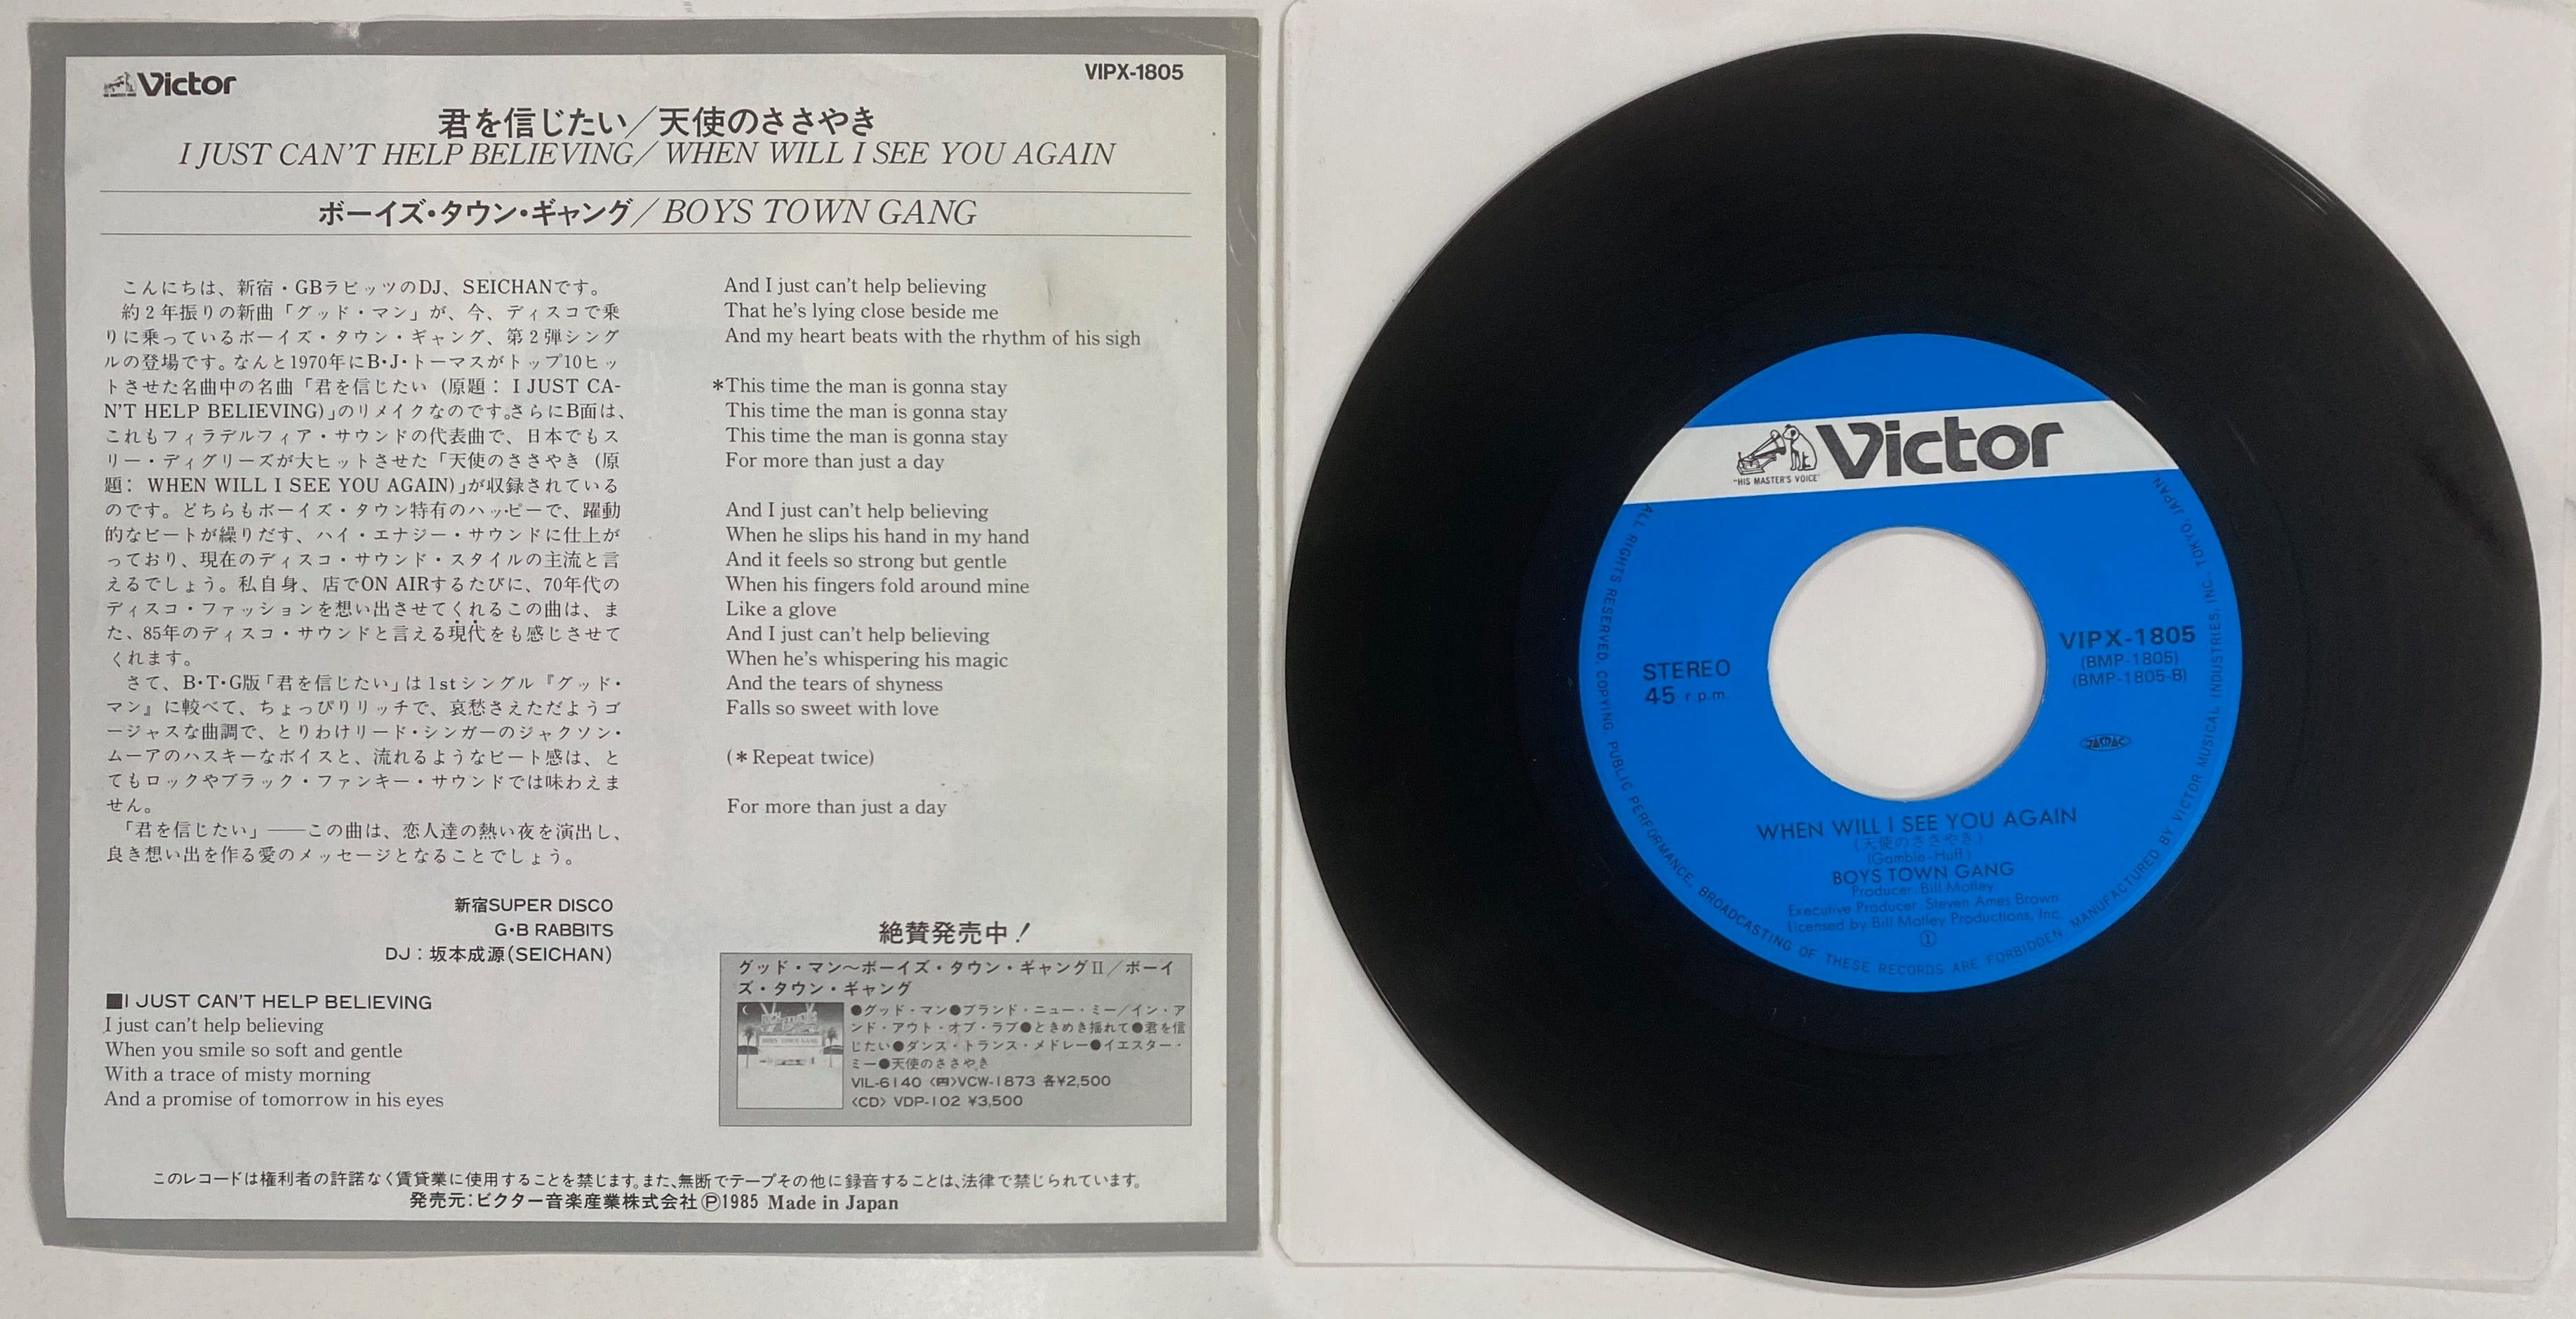 Victor
VIPX-1805
君を信じたい／天使のささやき
I JUST CAN'T HELP BELIEVING／WHEN WILL I SEE YOU AGAIN
ボーイズ・タウン・ギャング／BOYS TOWN GANG
こんにちは、新宿・GBラビッツのDJ、SEICHANです。
約2年振りの新曲「グッド・マン」が、今、ディスコで乗
りに乗っているボーイズ・タウン・ギャング、第2弾シング
ルの登場です。なんと1970年にB・J・トーマスがトップ10ヒッ
トさせた名曲中の名曲「君を信じたい（原題：I JUST CA-
N'T HELP BELIEVING)」のリメイクなのです。さらにB面は、
これもフィラデルフィア・サウンドの代表曲で、日本でもス
リー・ディグリーズが大ヒットさせた「天使のささやき（原
題：WHEN WILL I SEE YOU AGAIN)」が収録されている
のです。どちらもボーイズ・タウン特有のハッピーで、躍動
的なビートが繰りだす、ハイ・エナジー・サウンドに仕上が
っており、現在のディスコ・サウンド・スタイルの主流と言
えるでしょう。私自身、店でON AIRするたびに、70年代の
ディスコ・ファッションを想い出させてくれるこの曲は、ま
た、85年のディスコ・サウンドと言える現代をも感じさせて
くれます。
さて、B・T・G版「君を信じたい」は1stシングル『グッド・
マン』に較べて、ちょっぴりリッチで、哀愁さえただようゴ
ージャスな曲調で、とりわけリード・シンガーのジャクソン・
ムーアのハスキーなボイスと、流れるようなビート感は、と
てもロックやブラック・ファンキー・サウンドでは味わえま
せん。
「君を信じたい」――この曲は、恋人達の熱い夜を演出し、
良き想い出を作る愛のメッセージとなることでしょう。
新宿SUPER DISCO
G・B RABBITS
DJ：坂本成源(SEICHAN)
■I JUST CAN'T HELP BELIEVING
I just can't help believing
When you smile so soft and gentle
With a trace of misty morning
And a promise of tomorrow in his eyes
And I just can't help believing
That he's lying close beside me
And my heart beats with the rhythm of his sigh
*This time the man is gonna stay
This time the man is gonna stay
This time the man is gonna stay
For more than just a day
And I just can't help believing
When he slips his hand in my hand
And it feels so strong but gentle
When his fingers fold around mine
Like a glove
And I just can't help believing
When he's whispering his magic
And the tears of shyness
Falls so sweet with love
(*Repeat twice)
For more than just a day
絶賛発売中！
グッド・マン～ボーイズ・タウン・ギャングⅡ／ボーイ
ズ・タウン・ギャング
●グッド・マン●ブランド・ニュー・ミー／イン・ア
ンド・アウト・オブ・ラブ●ときめき揺れて●君を信
じたい●ダンス・トランス・メドレー●イエスター・
ミー●天使のささやき
VIL-6140 〈四〉VCW-1873 各¥2,500
〈CD〉 VDP-102 ¥3,500
BOYS TOWN GANG
このレコードは権利者の許諾なく賃貸業に使用することを禁じます。また、無断でテープその他に録音することは、法律で禁じられています。
発売元：ビクター音楽産業株式会社Ⓟ1985 Made in Japan
Victor
"HIS MASTER'S VOICE"
STEREO
45 r.p.m
VIPX-1805
(BMP-1805)
(BMP-1805-B)
JASRAC
WHEN WILL I SEE YOU AGAIN
(天使のささやき)
(Gamble-Huff)
BOYS TOWN GANG
Producer: Bill Motley
Executive Producer: Steven Ames Brown
Licensed by Bill Motley Productions, Inc.
Ⓘ
ALL RIGHTS RESERVED. COPYING, PUBLIC PERFORMANCE, BROADCASTING OF THESE RECORDS ARE FORBIDDEN. MANUFACTURED BY VICTOR MUSICAL INDUSTRIES, INC. TOKYO, JAPAN